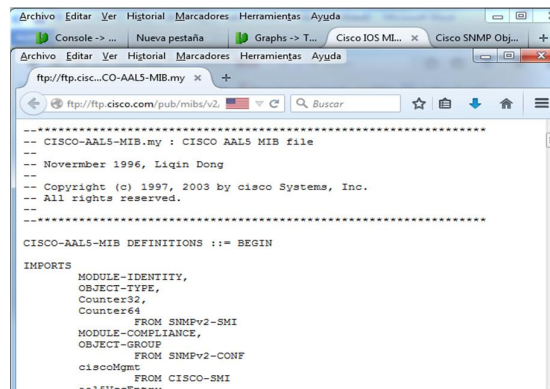 Archivo Editar Ver Historial Marcadores Herramientas Ayuda
Console -> ... Nueva pestaña Graphs -> T... Cisco IOS MI... × Cisco SNMP Obj... +
Archivo Editar Ver Historial Marcadores Herramientas Ayuda
ftp://ftp.cisc...CO-AAL5-MIB.my × +
ftp://ftp.cisco.com/pub/mibs/v2/ Buscar
--*****************************************************************
-- CISCO-AAL5-MIB.my : CISCO AAL5 MIB file
--
-- Novermber 1996, Liqin Dong
--
-- Copyright (c) 1997, 2003 by cisco Systems, Inc.
-- All rights reserved.
--
--*****************************************************************
CISCO-AAL5-MIB DEFINITIONS ::= BEGIN
IMPORTS
MODULE-IDENTITY,
OBJECT-TYPE,
Counter32,
Counter64
FROM SNMPv2-SMI
MODULE-COMPLIANCE,
OBJECT-GROUP
FROM SNMPv2-CONF
ciscoMgmt
FROM CISCO-SMI